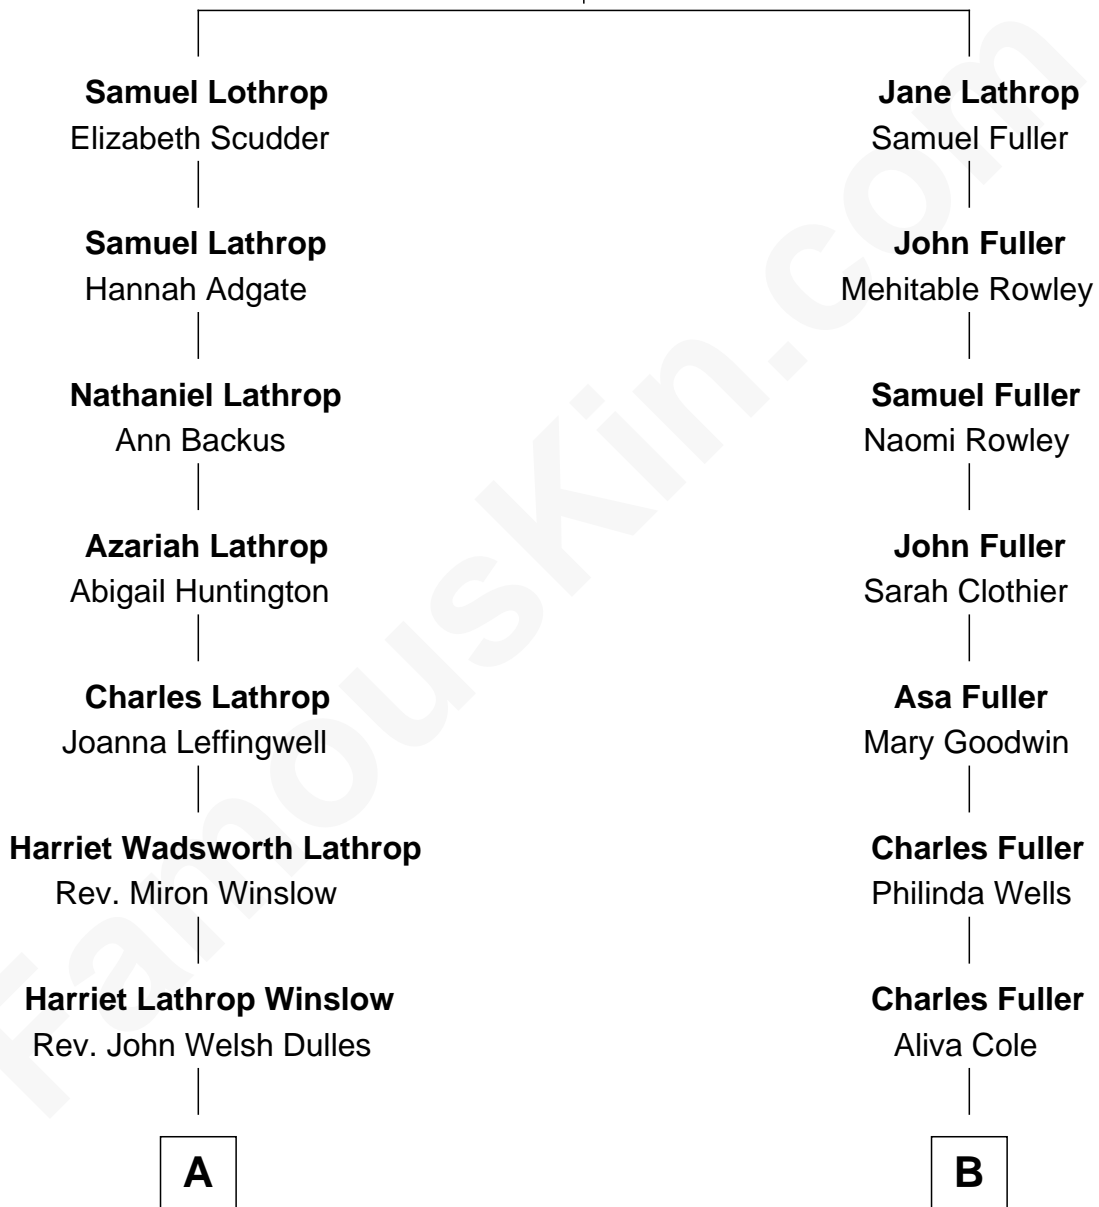 Samuel Lothrop
Elizabeth Scudder
Samuel Lathrop
Hannah Adgate
Nathaniel Lathrop
Ann Backus
Azariah Lathrop
Abigail Huntington
Charles Lathrop
Joanna Leffingwell
Harriet Wadsworth Lathrop
Rev. Miron Winslow
Harriet Lathrop Winslow
Rev. John Welsh Dulles
A
Jane Lathrop
Samuel Fuller
John Fuller
Mehitable Rowley
Samuel Fuller
Naomi Rowley
John Fuller
Sarah Clothier
Asa Fuller
Mary Goodwin
Charles Fuller
Philinda Wells
Charles Fuller
Aliva Cole
B
FamousKin.com